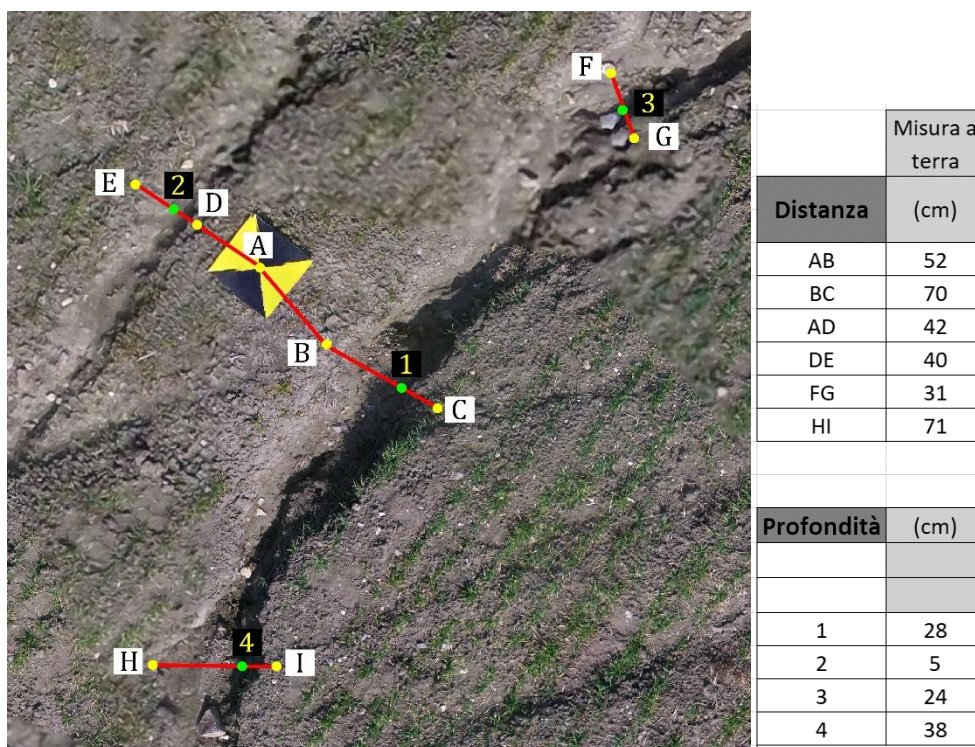 F
3
G
E
2
D
A
B
1
C
4
H
I
Misura a
terra
Distanza (cm)
AB 52
BC 70
AD 42
DE 40
FG 31
HI 71
Profondità (cm)
1 28
2 5
3 24
4 38